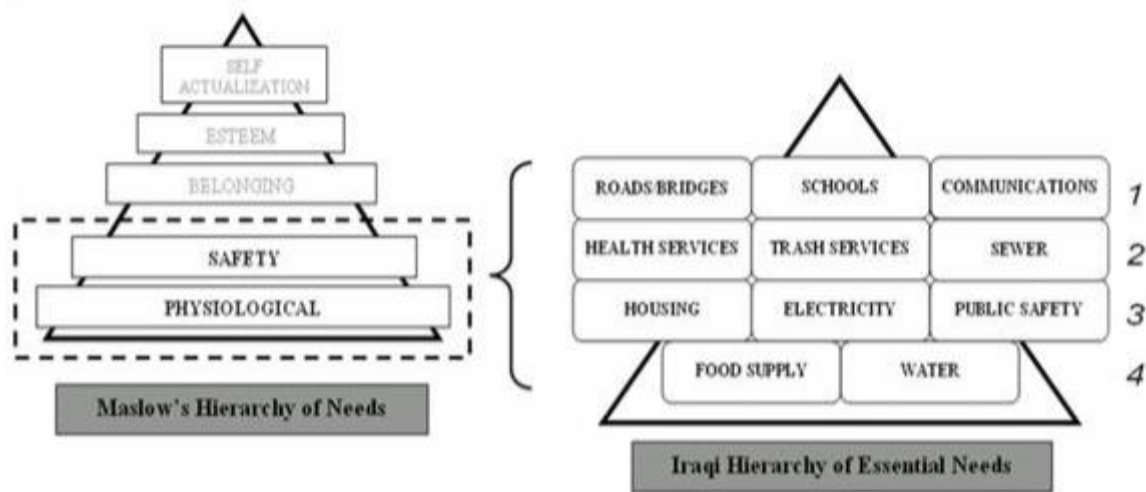 SELF
ACTUALIZATION
ESTEEM
BELONGING
SAFETY
PHYSIOLOGICAL
Maslow's Hierarchy of Needs
ROADS/BRIDGES SCHOOLS COMMUNICATIONS 1
HEALTH SERVICES TRASH SERVICES SEWER 2
HOUSING ELECTRICITY PUBLIC SAFETY 3
FOOD SUPPLY WATER 4
Iraqi Hierarchy of Essential Needs